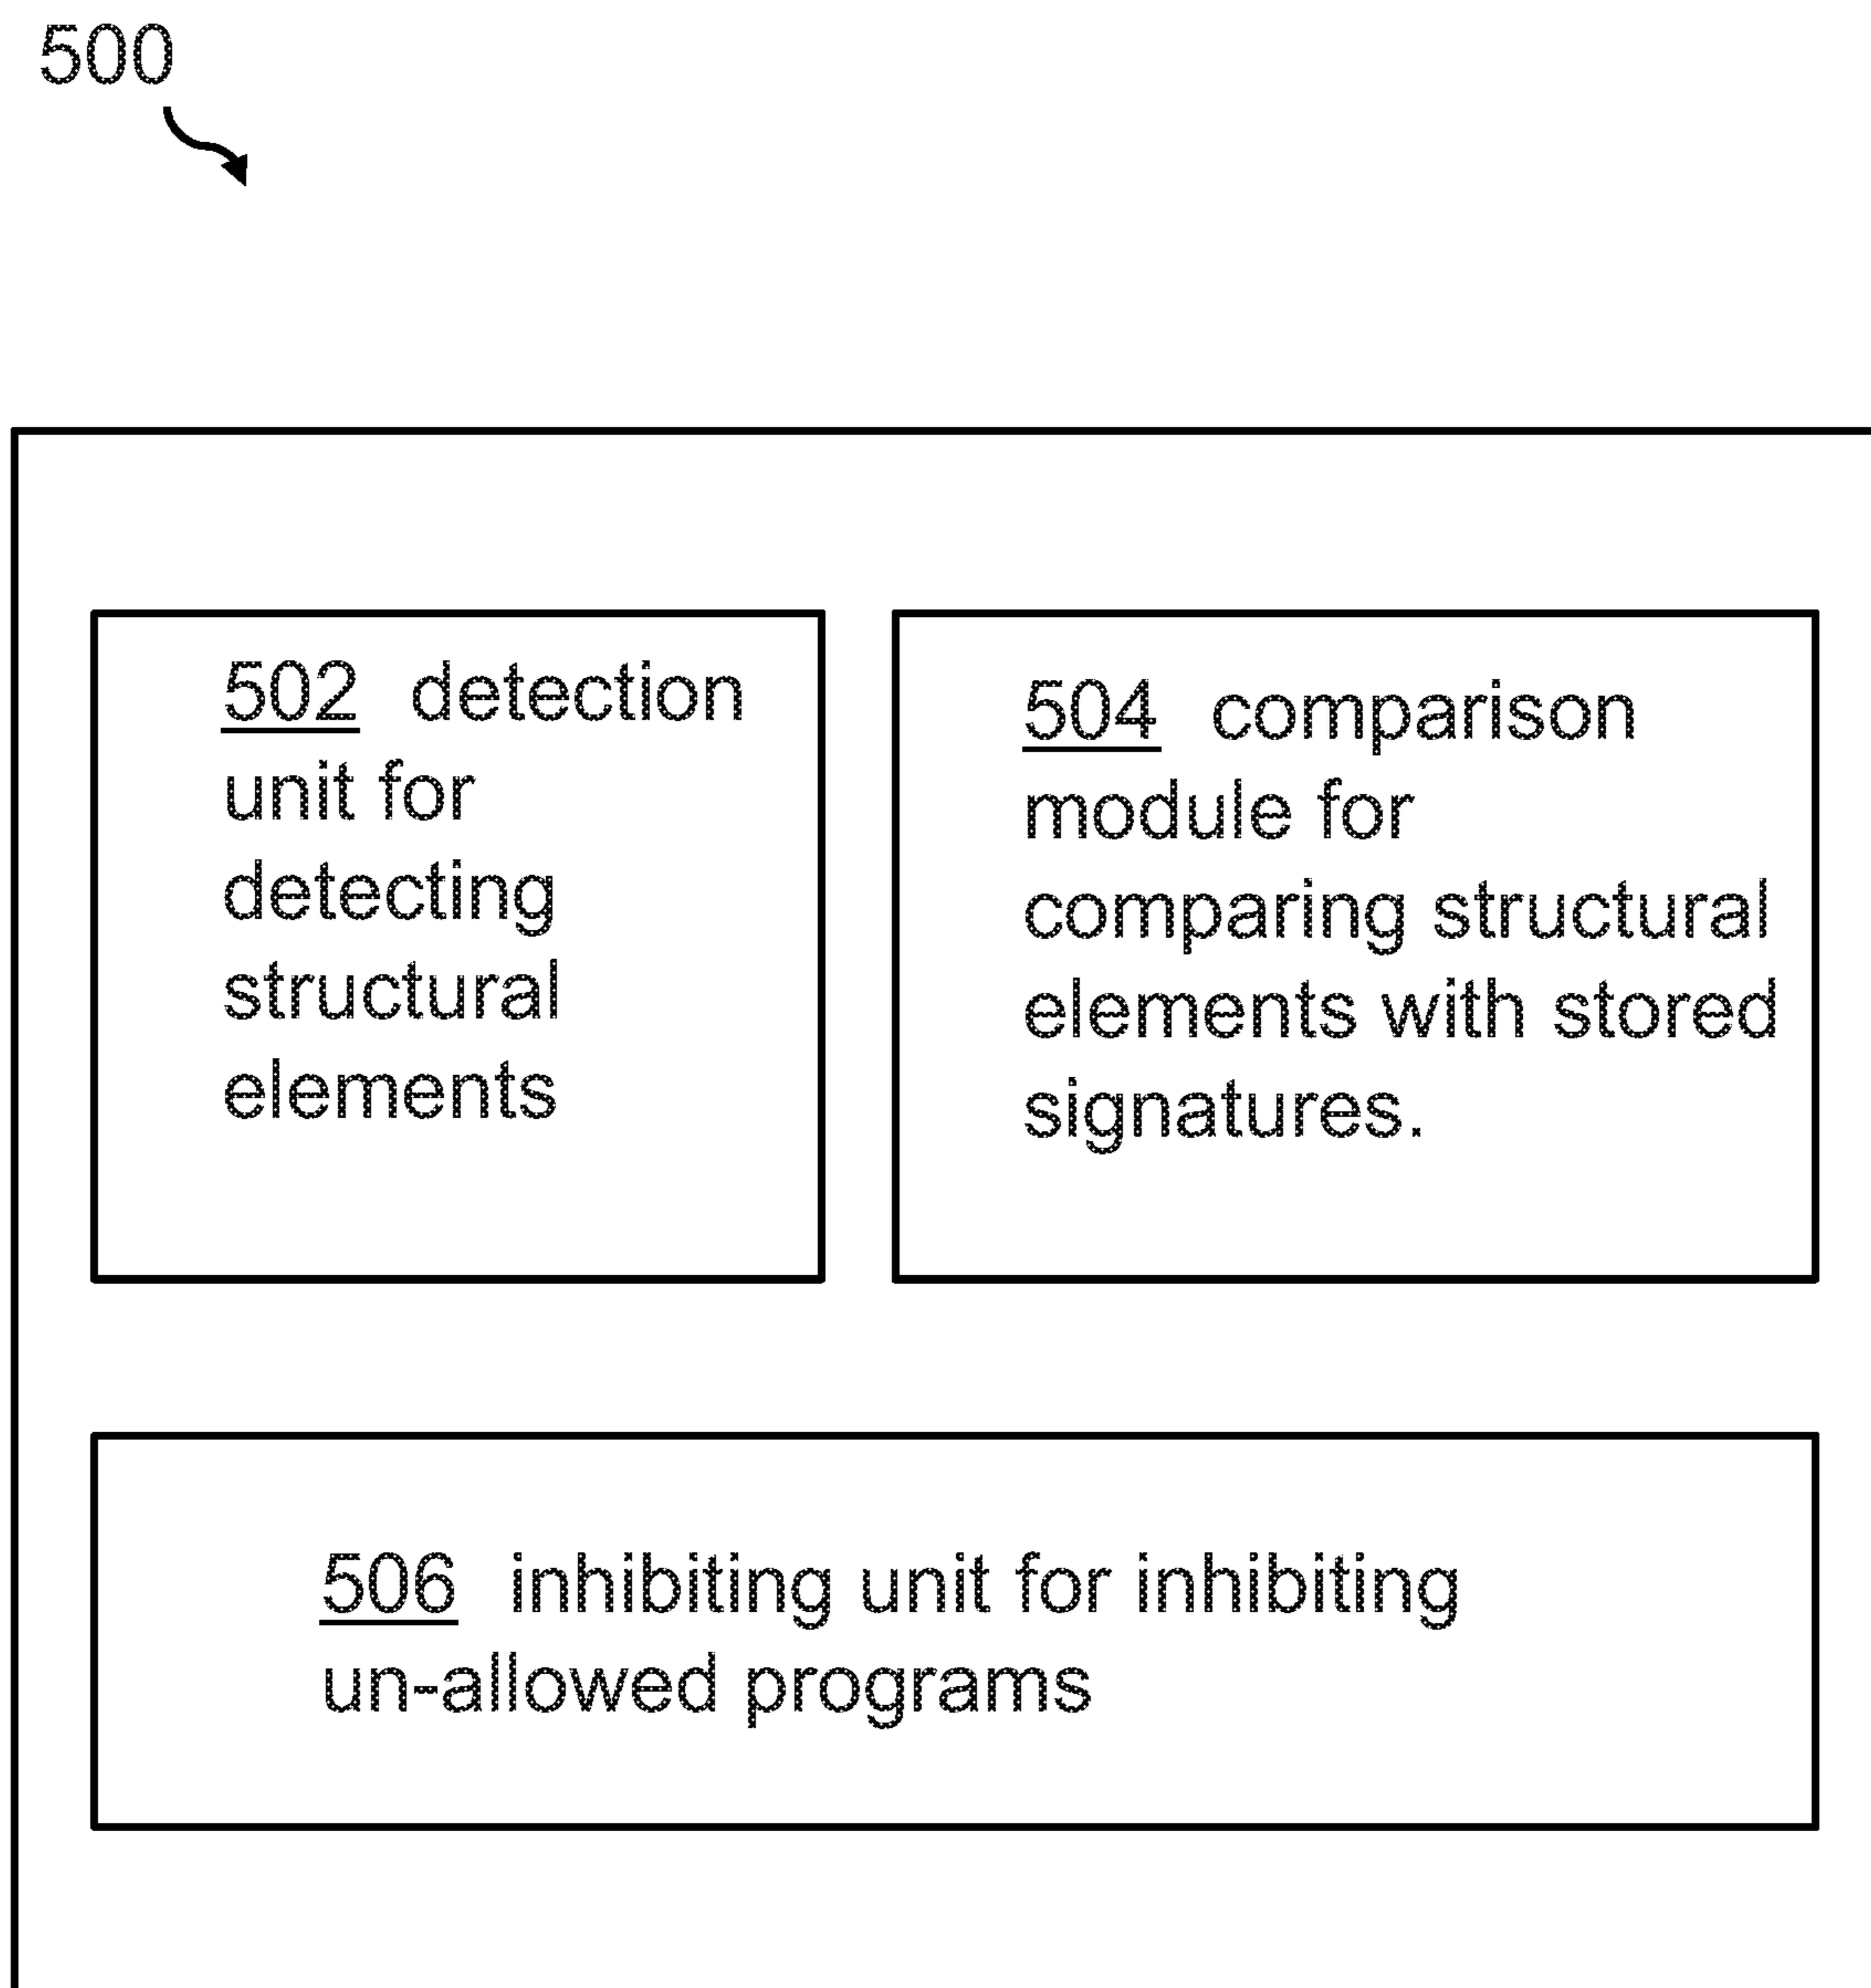 500
502 detection
unit for
detecting
structural
elements
504 comparison
module for
comparing structural
elements with stored
signatures.
506 inhibiting unit for inhibiting
un-allowed programs